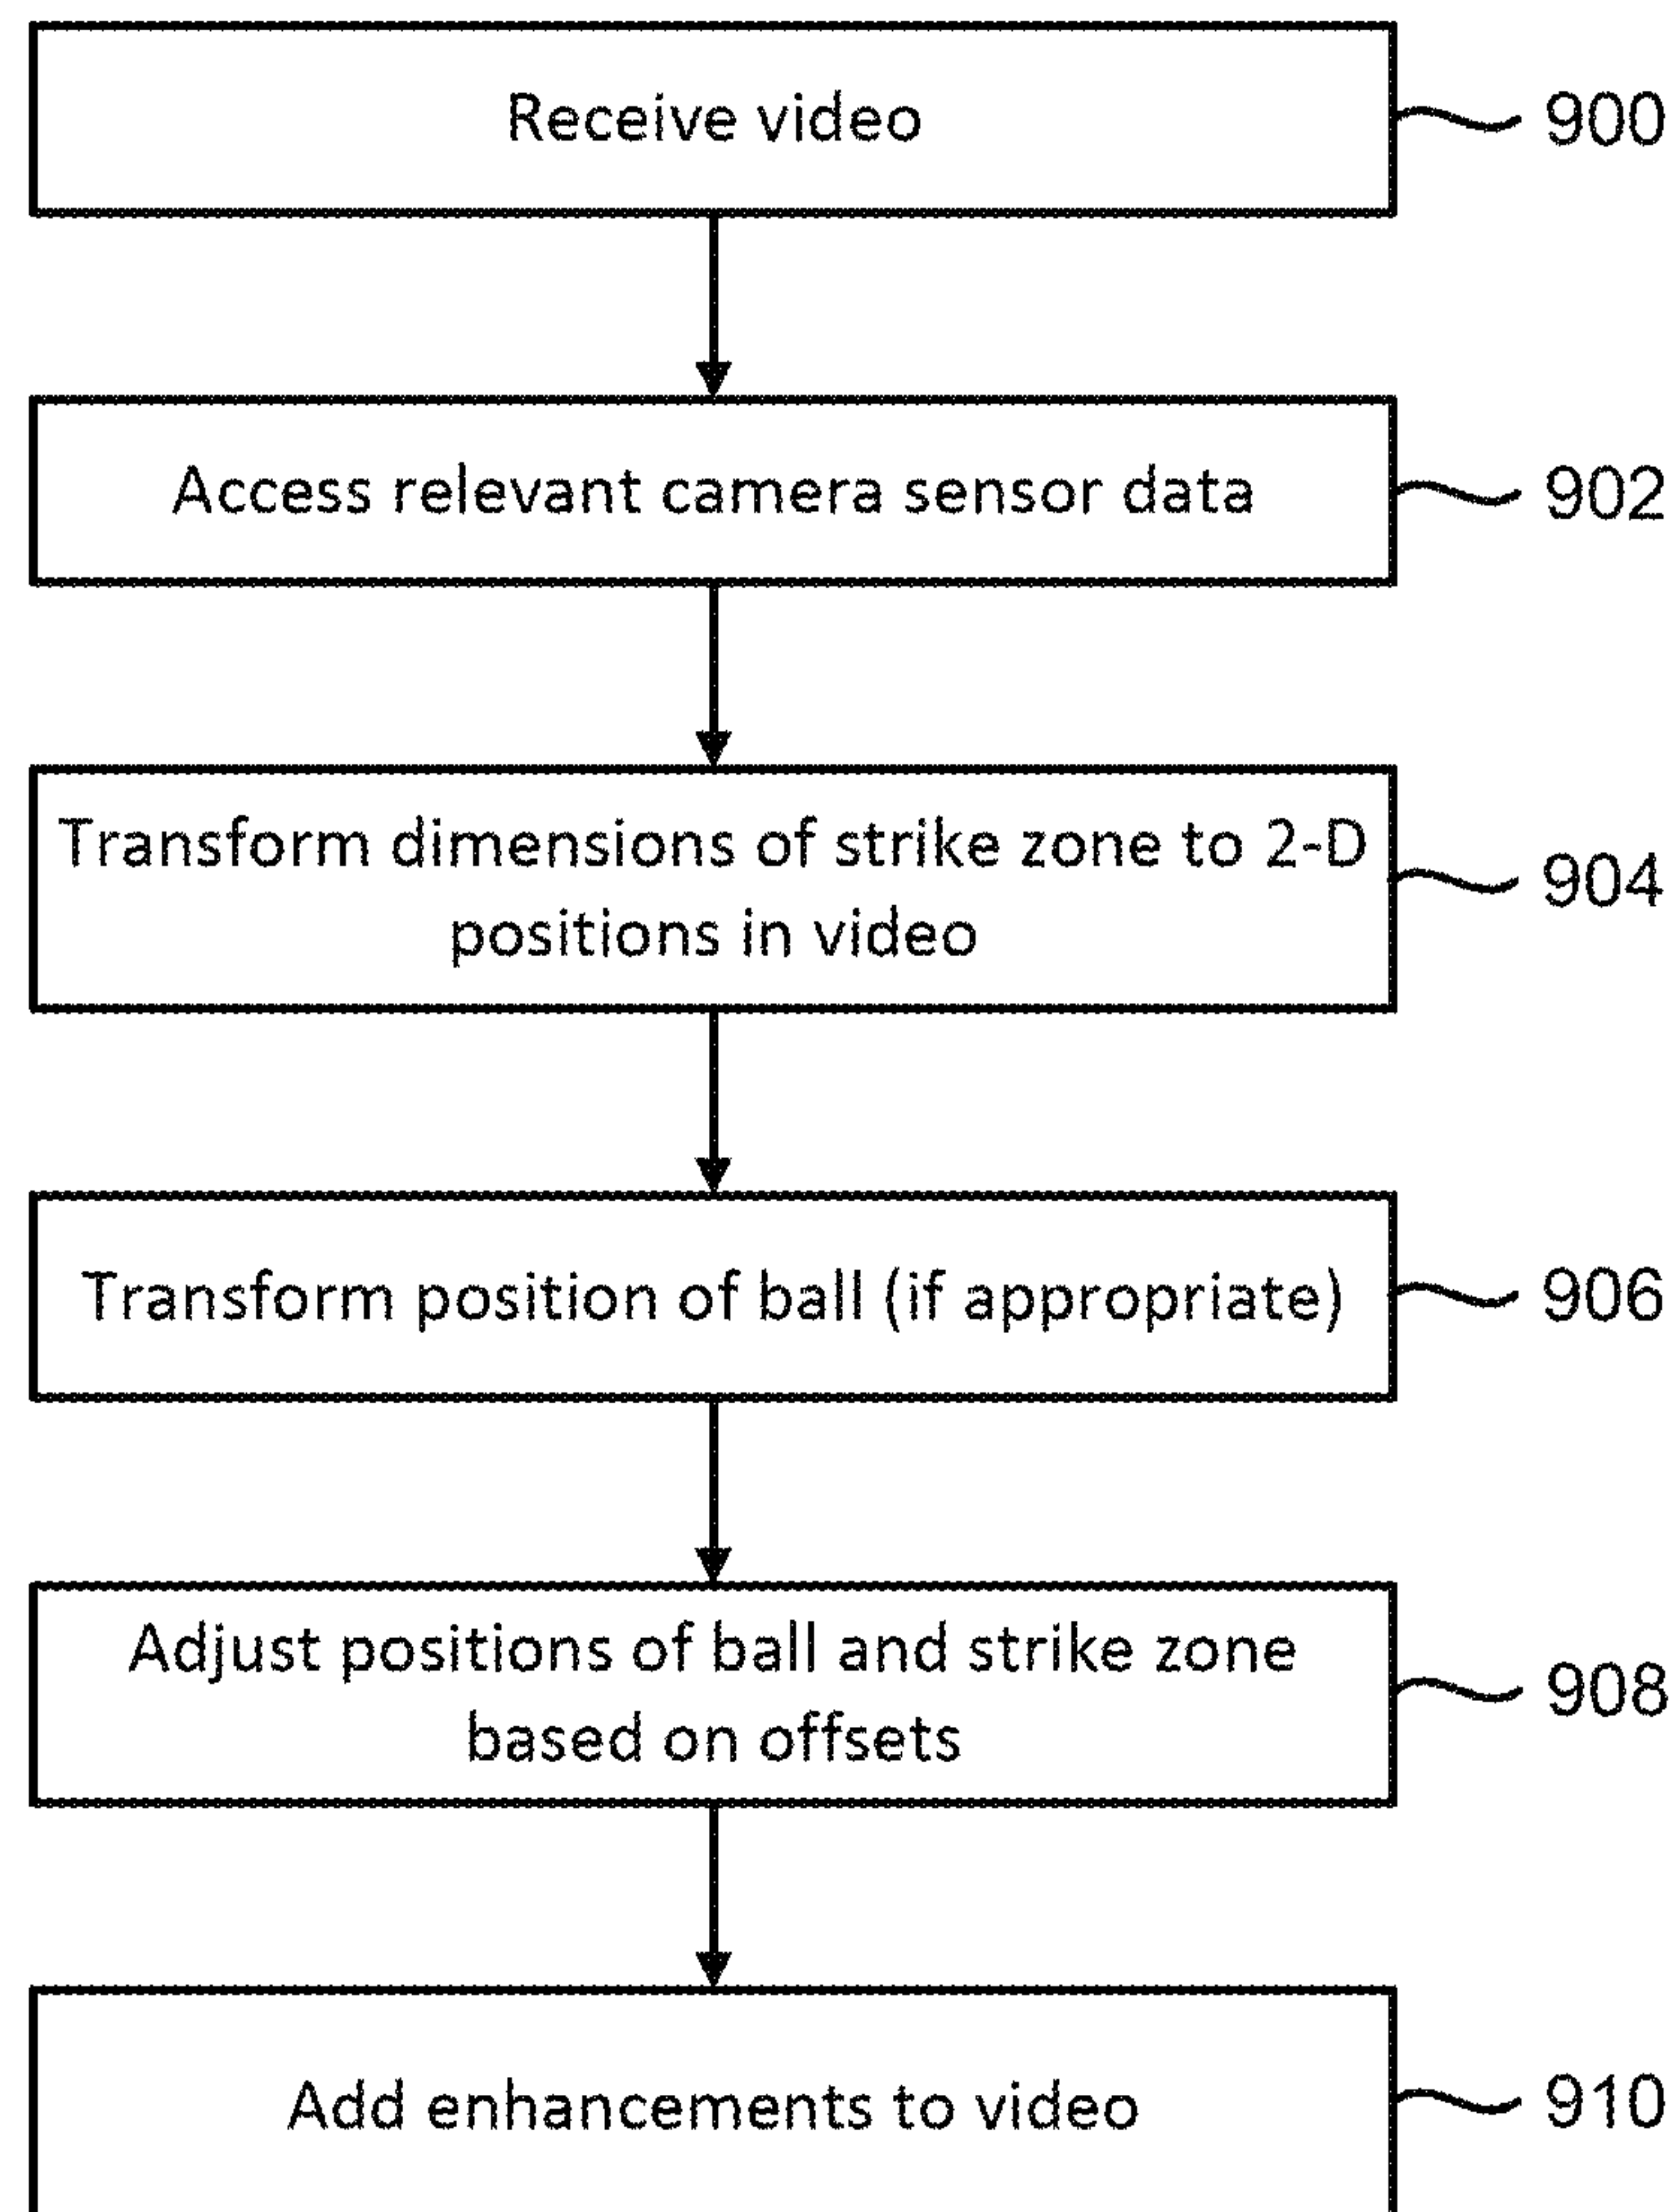 Receive video
900
Access relevant camera sensor data
902
Transform dimensions of strike zone to 2-D
positions in video
904
Transform position of ball (if appropriate)
906
Adjust positions of ball and strike zone
based on offsets
908
Add enhancements to video
910